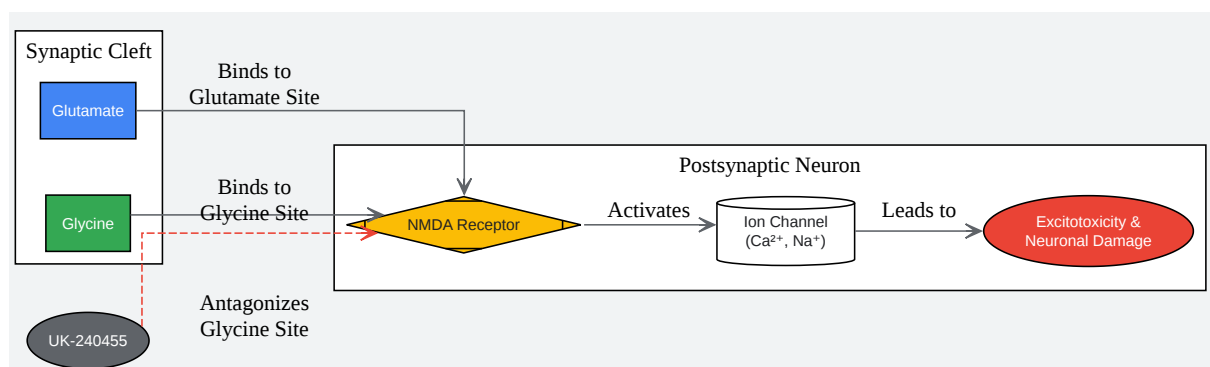 Synaptic Cleft
Glutamate
Binds to
Glutamate Site
Postsynaptic Neuron
Glycine
Binds to
Glycine Site
NMDA Receptor
Activates
Ion Channel
(Ca²⁺, Na⁺)
Leads to
Excitotoxicity &
Neuronal Damage
Antagonizes
Glycine Site
UK-240455